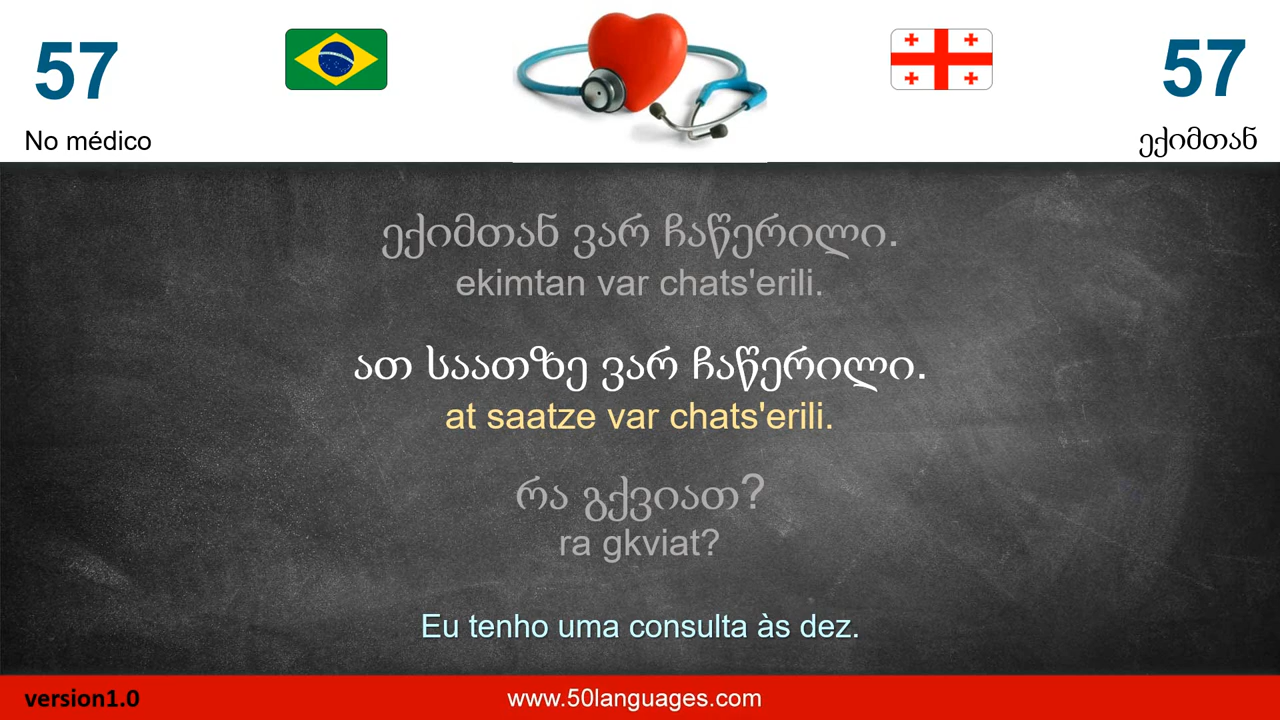 57
57
No médico
ექიმთან
ექიმთან ვარ ჩაწერილი.
ekimtan var chats'erili.
ათ საათზე ვარ ჩაწერილი.
at saatze var chats'erili.
რა გქვიათ?
ra gkviat?
Eu tenho uma consulta às dez.
version1.0
www.50languages.com